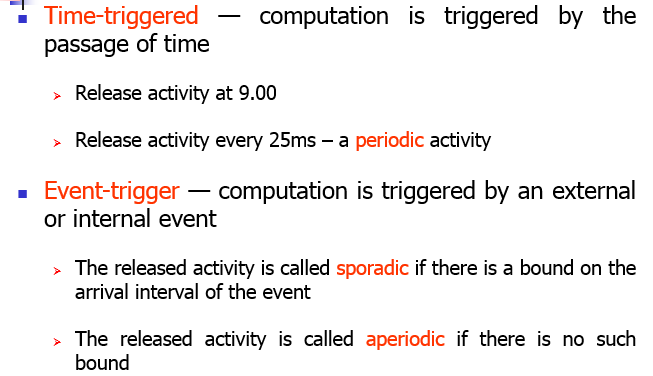 Time-triggered — computation is triggered by the
passage of time
Release activity at 9.00
Release activity every 25ms – a periodic activity
Event-trigger — computation is triggered by an external
or internal event
The released activity is called sporadic if there is a bound on the
arrival interval of the event
The released activity is called aperiodic if there is no such
bound